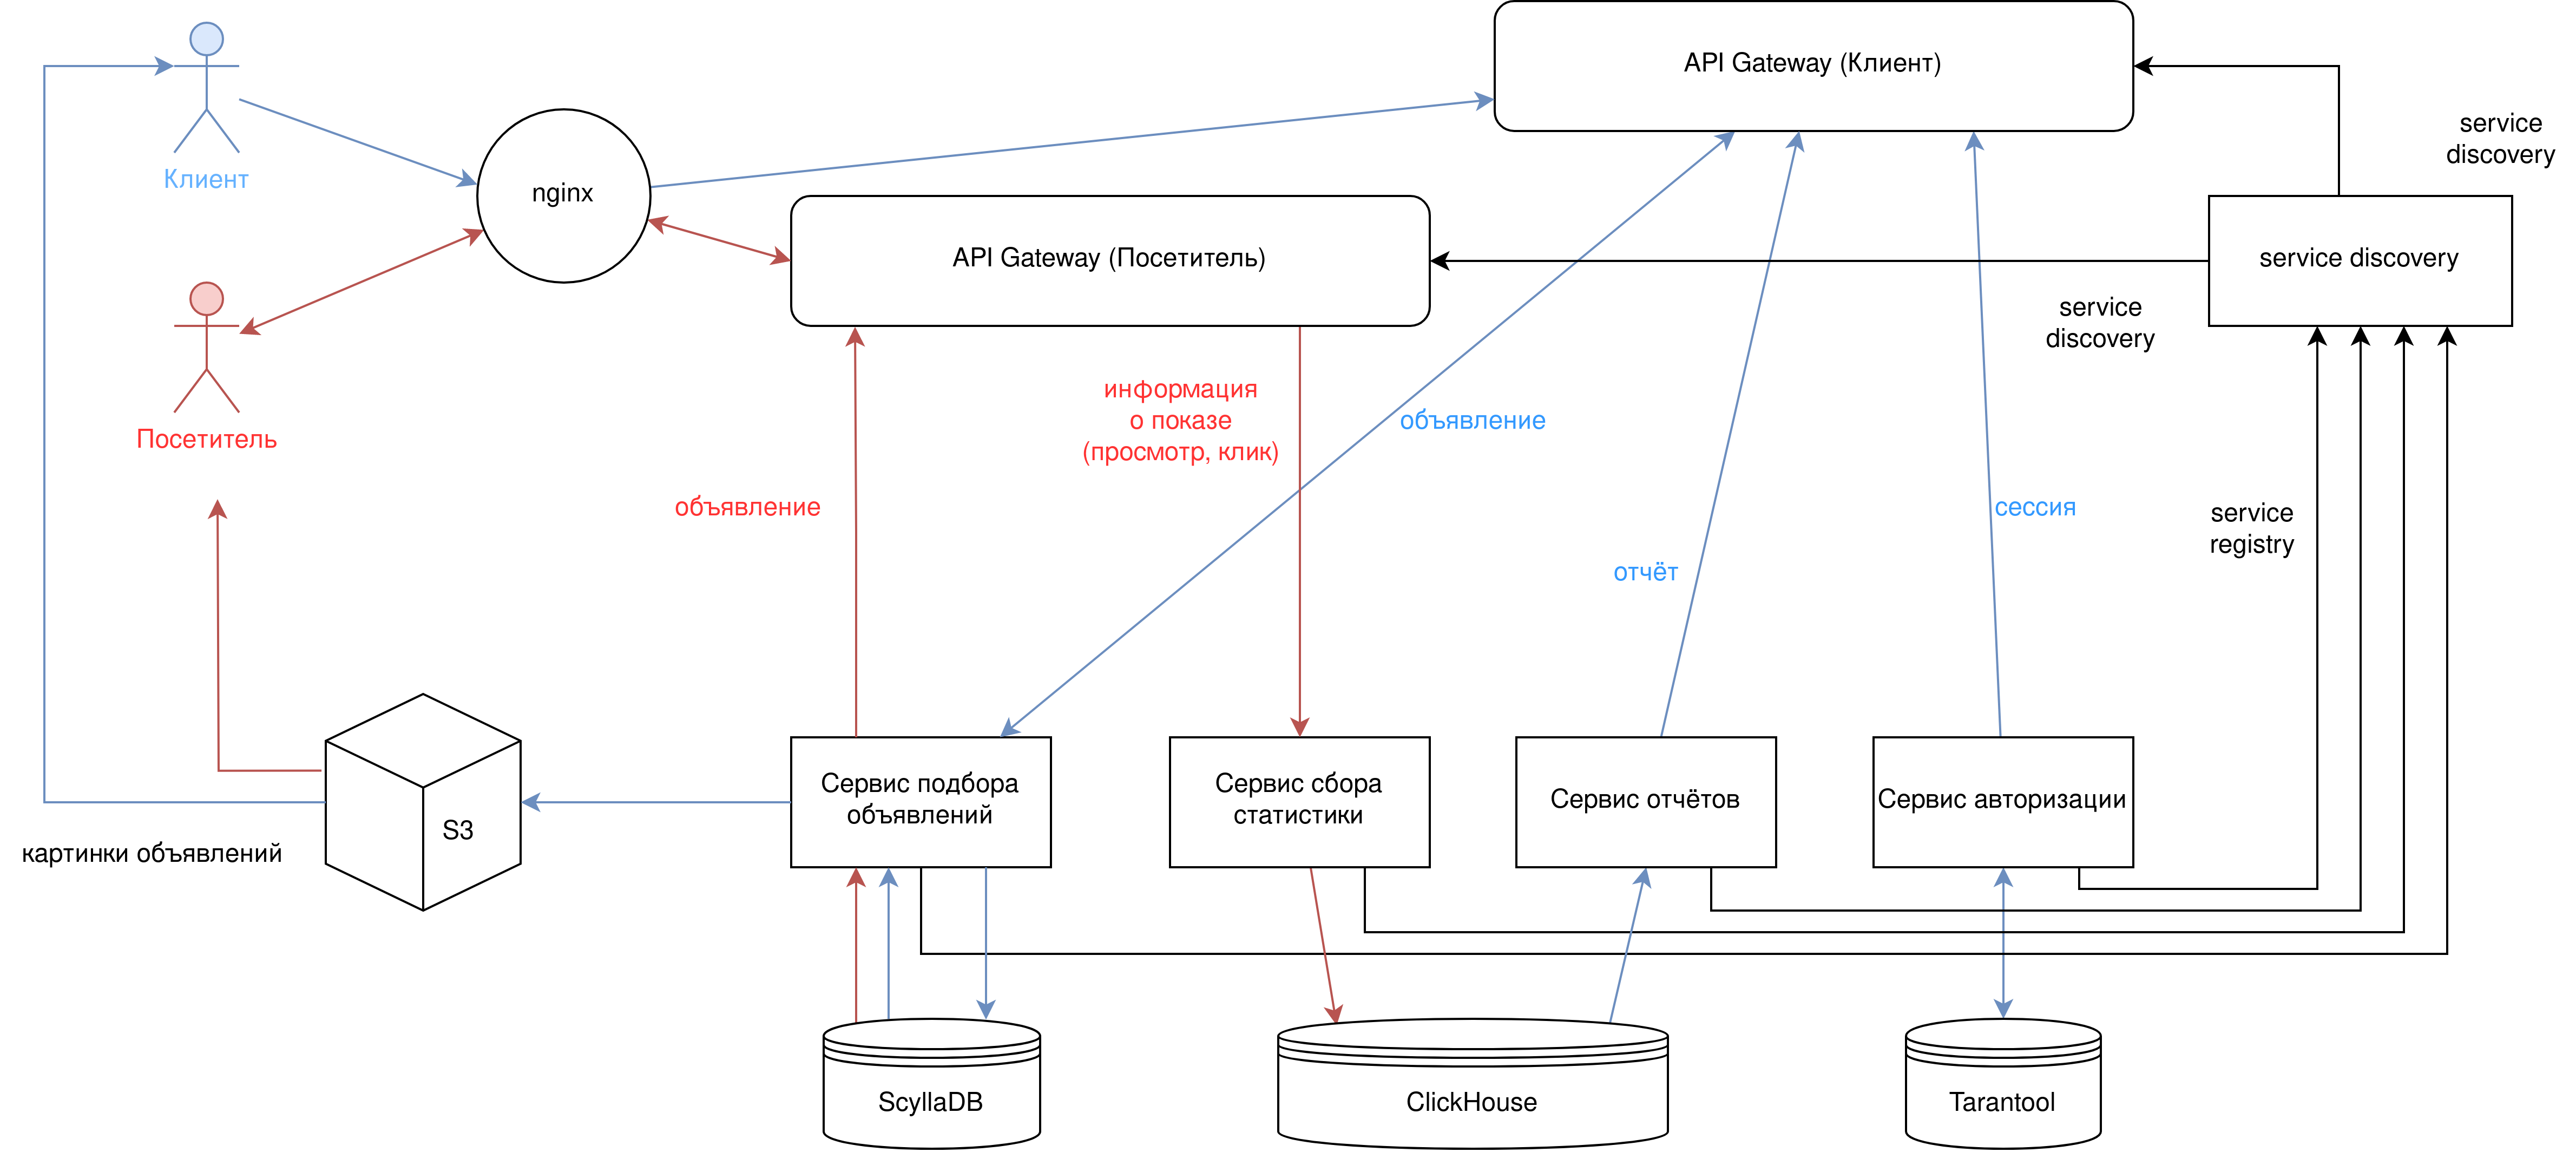 API Gateway (Клиент)
service
discovery
Клиент
nginx
API Gateway (Посетитель)
service discovery
service
discovery
Посетитель
информация
о показе
(просмотр, клик)
объявление
объявление
сессия
service
registry
отчёт
Сервис подбора
объявлений
Сервис сбора
статистики
Сервис отчётов
Сервис авторизации
S3
картинки объявлений
ScyllaDB
ClickHouse
Tarantool